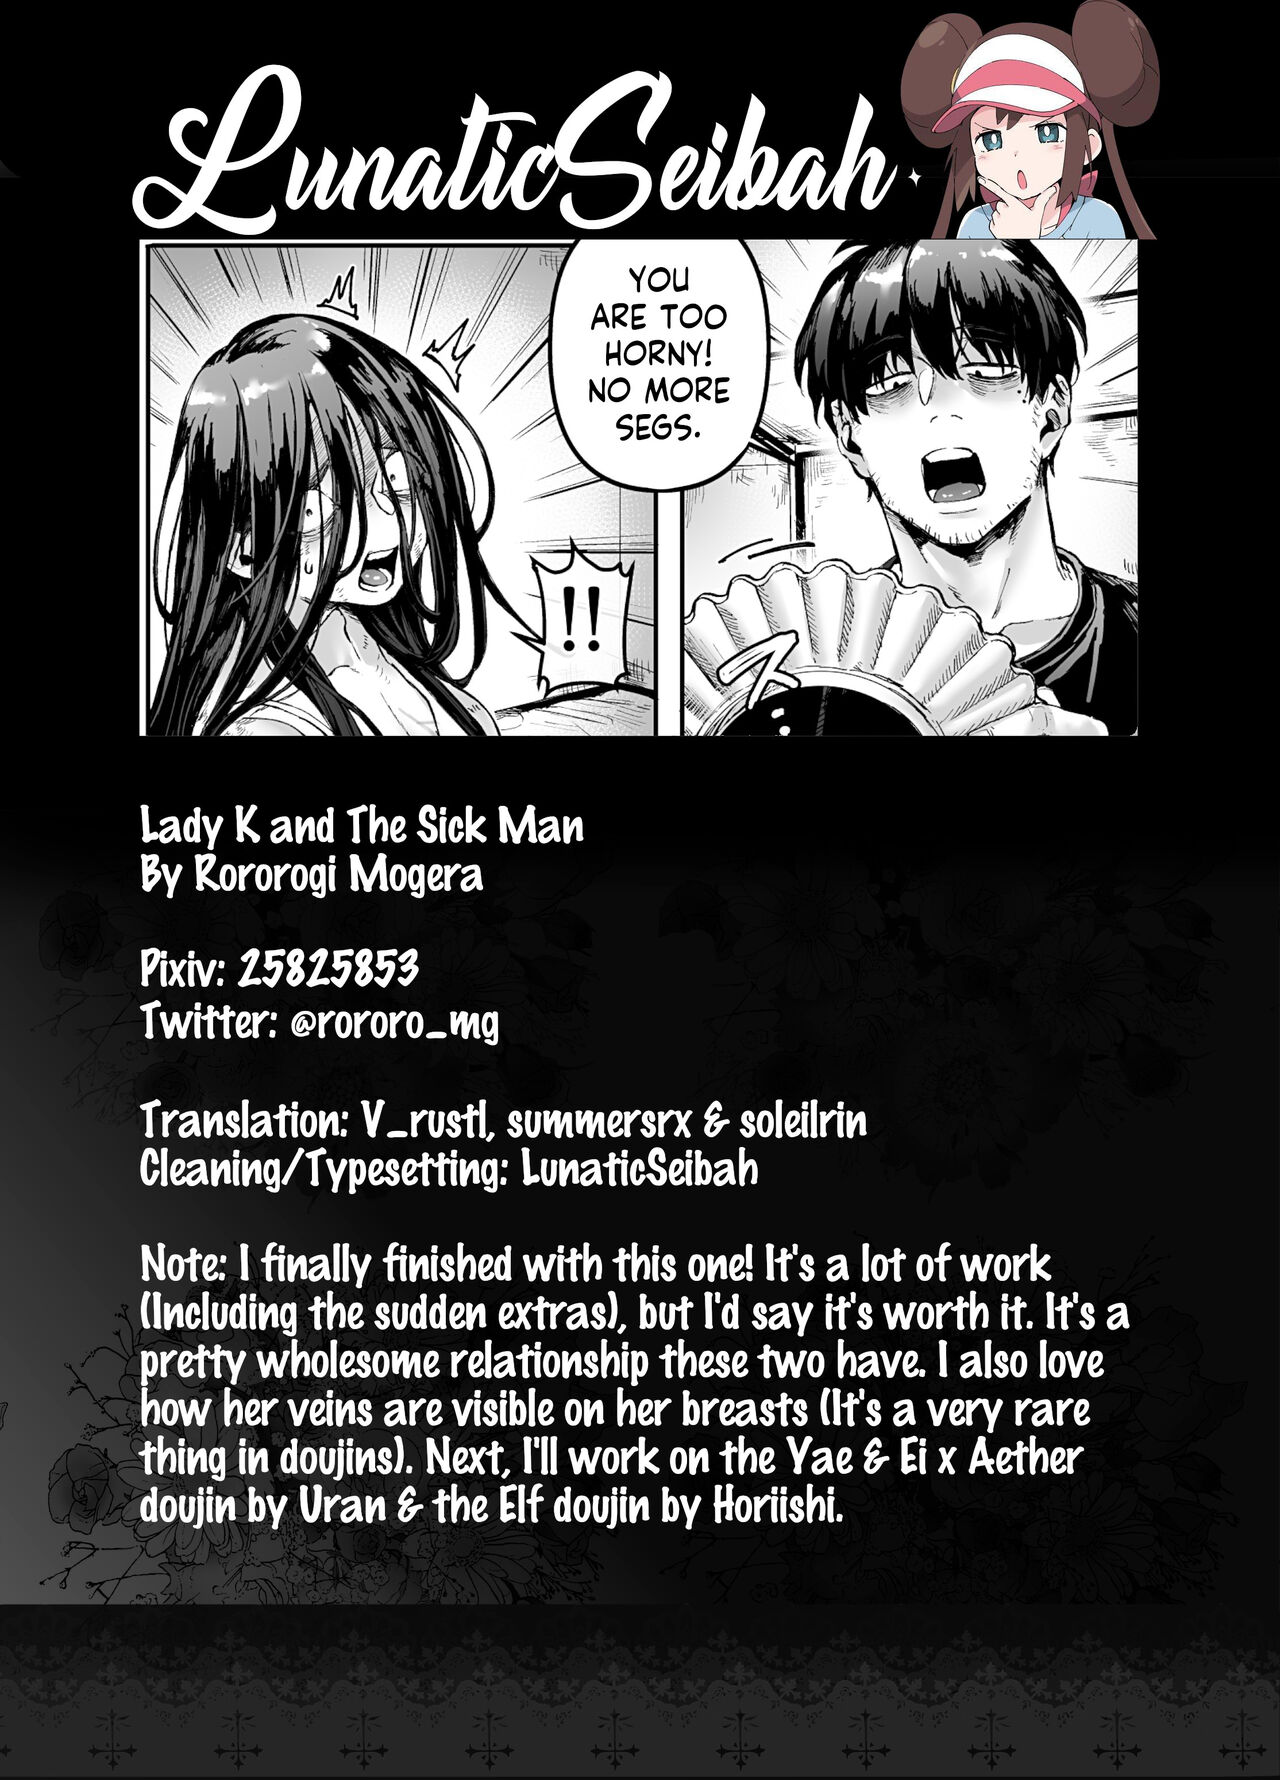 LunaticSeibah
YOU
ARE TOO
HORNY!
NO MORE
SEGS.
!!
ス
Lady K and The Sick Man
By Rororogi Mogera
Pixiv: 25825853
Twitter: @rororo_mg
Translation: V_rustl, summersrx & soleilrin
Cleaning/Typesetting: LunaticSeibah
Note: I finally finished with this one! It's a lot of work
(Including the sudden extras), but I'd say it's worth it. It's a
pretty wholesome relationship these two have. I also love
how her veins are visible on her breasts (It's a very rare
thing in doujins). Next, I'll work on the Yae & Ei x Aether
doujin by Uran & the Elf doujin by Horiishi.